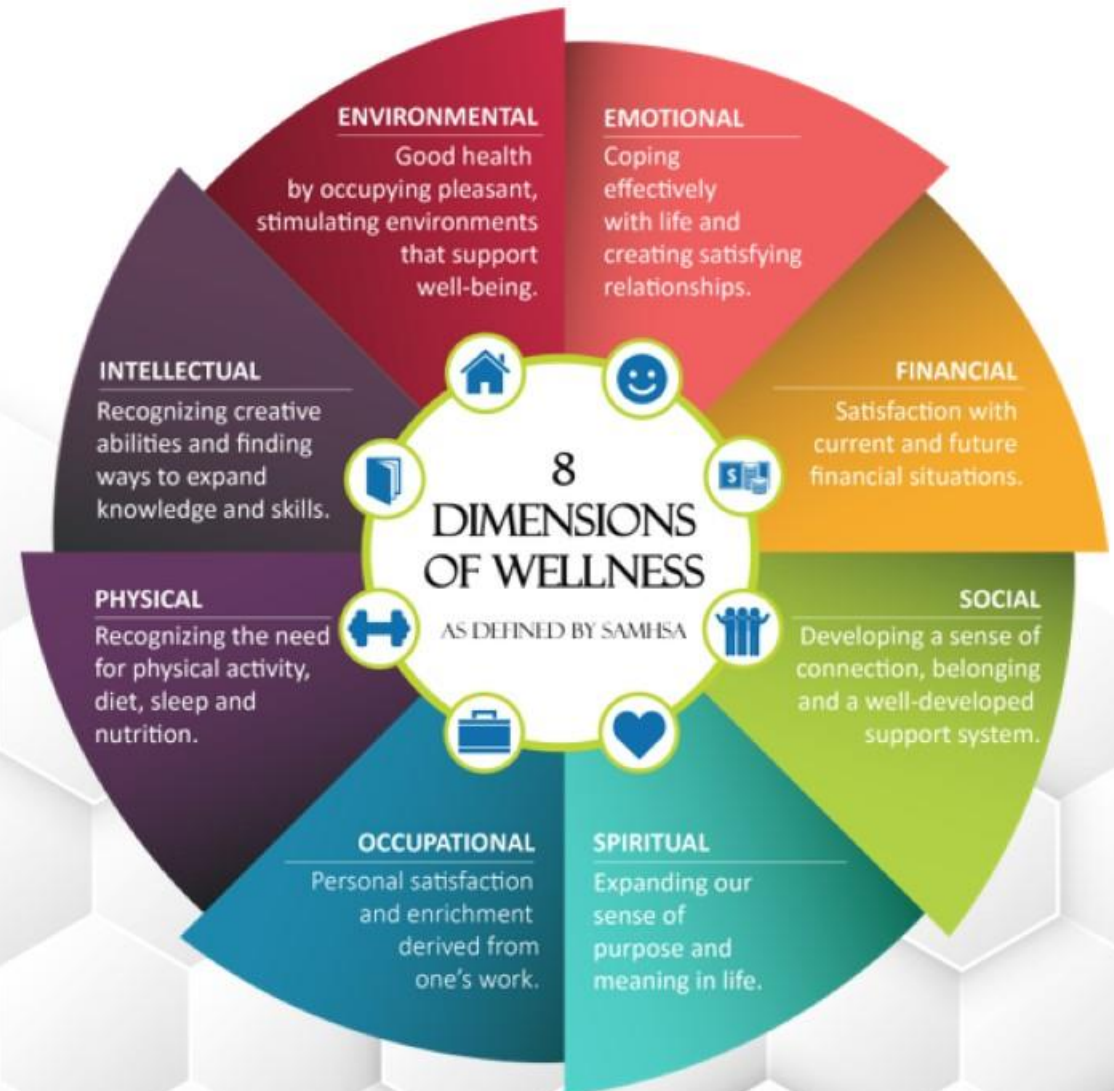 ENVIRONMENTAL
Good health
by occupying pleasant,
stimulating environments
that support
well-being.
EMOTIONAL
Coping
effectively
with life and
creating satisfying
relationships.
FINANCIAL
Satisfaction with
current and future
financial situations.
SOCIAL
Developing a sense of
connection, belonging
and a well-developed
support system.
SPIRITUAL
Expanding our
sense of
purpose and
meaning in life.
OCCUPATIONAL
Personal satisfaction
and enrichment
derived from
one's work.
PHYSICAL
Recognizing the need
for physical activity,
diet, sleep and
nutrition.
INTELLECTUAL
Recognizing creative
abilities and finding
ways to expand
knowledge and skills.
8
DIMENSIONS
OF WELLNESS
AS DEFINED BY SAMHSA
$